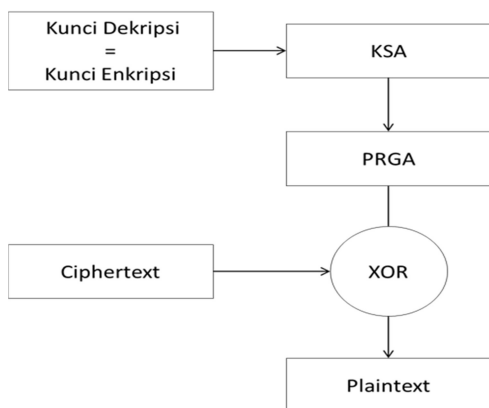 Kunci Dekripsi
=
Kunci Enkripsi
KSA
PRGA
Ciphertext
XOR
Plaintext